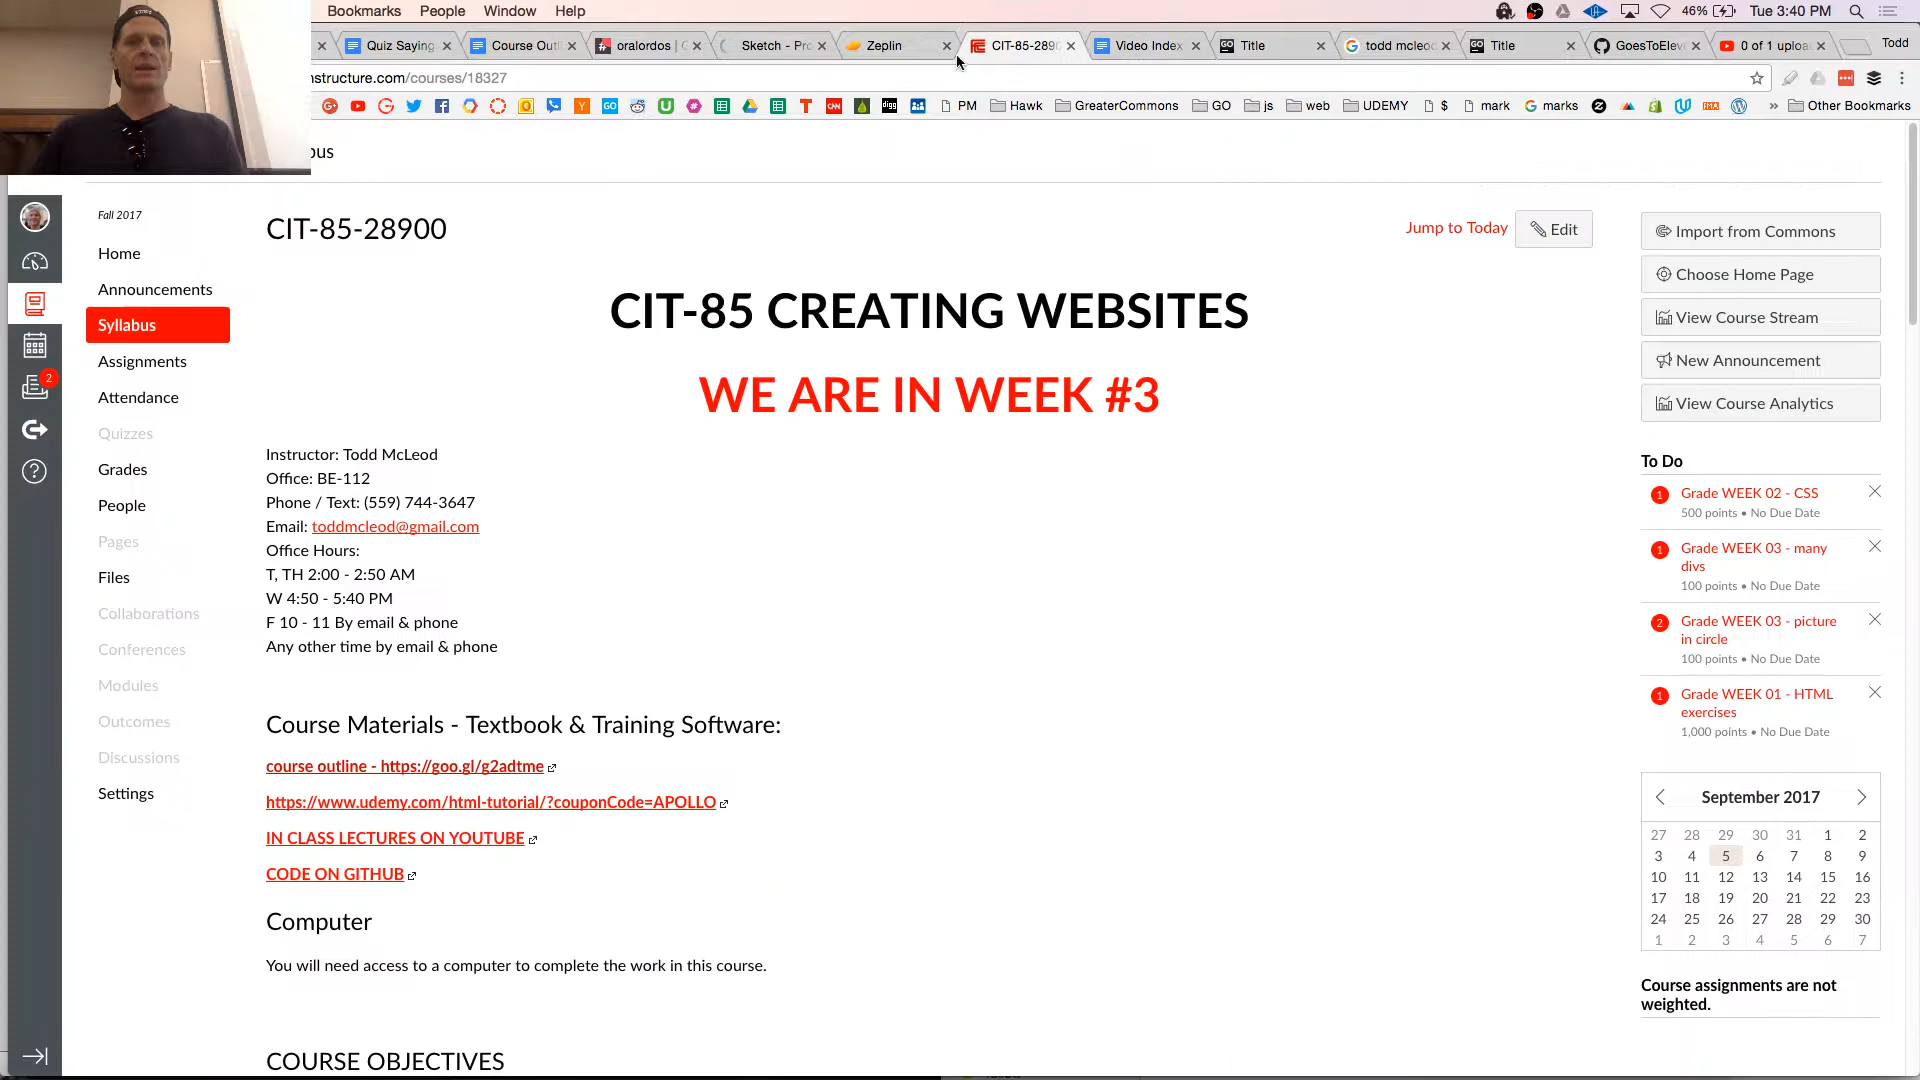 Bookmarks People Window Help
46% Tue 3:40 PM
Quiz Saying Course Out oralordos | G Sketch - Pro Zeplin CIT-85-2890 Video Index Title todd mcleod Title GoesToElev 0 of 1 uploa Todd
nstructure.com/courses/18327
PM Hawk GreaterCommons GO js web UDEMY $ mark marks » Other Bookmarks
pus
Fall 2017
Home
Announcements
Syllabus
Assignments
Attendance
Quizzes
Grades
People
Pages
Files
Collaborations
Conferences
Modules
Outcomes
Discussions
Settings
2
CIT-85-28900
Jump to Today
Edit
CIT-85 CREATING WEBSITES
WE ARE IN WEEK #3
Instructor: Todd McLeod
Office: BE-112
Phone / Text: (559) 744-3647
Email: toddmcleod@gmail.com
Office Hours:
T, TH 2:00 - 2:50 AM
W 4:50 - 5:40 PM
F 10 - 11 By email & phone
Any other time by email & phone
Course Materials - Textbook & Training Software:
course outline - https://goo.gl/g2adtme
https://www.udemy.com/html-tutorial/?couponCode=APOLLO
IN CLASS LECTURES ON YOUTUBE
CODE ON GITHUB
Computer
You will need access to a computer to complete the work in this course.
COURSE OBJECTIVES
Import from Commons
Choose Home Page
View Course Stream
New Announcement
View Course Analytics
To Do
1 Grade WEEK 02 - CSS
500 points • No Due Date
1 Grade WEEK 03 - many
divs
100 points • No Due Date
2 Grade WEEK 03 - picture
in circle
100 points • No Due Date
1 Grade WEEK 01 - HTML
exercises
1,000 points • No Due Date
September 2017
27 28 29 30 31 1 2
3 4 5 6 7 8 9
10 11 12 13 14 15 16
17 18 19 20 21 22 23
24 25 26 27 28 29 30
1 2 3 4 5 6 7
Course assignments are not
weighted.